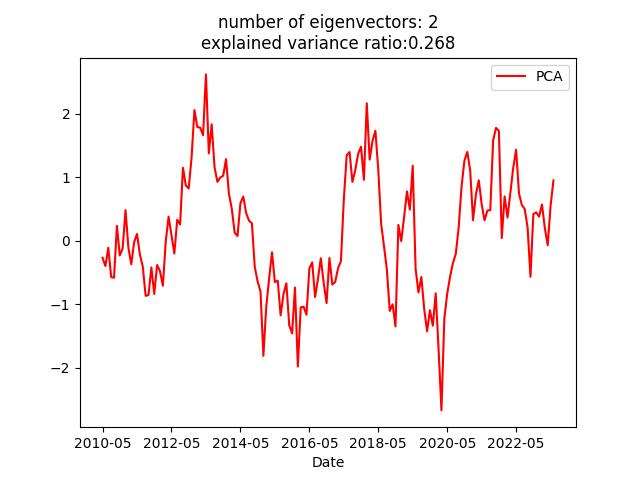 number of eigenvectors: 2
explained variance ratio:0.268
PCA
2
1
0
−1
−2
2010-05 2012-05 2014-05 2016-05 2018-05 2020-05 2022-05
Date